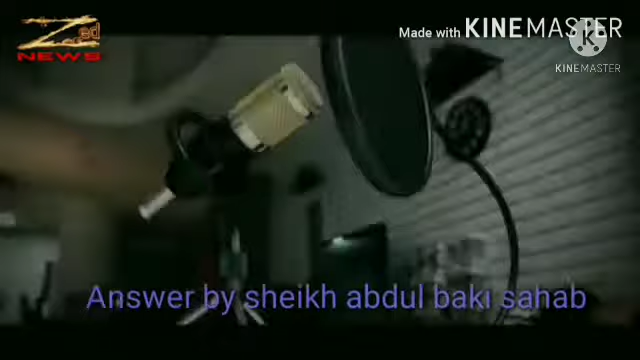 Zed
NEWS
Made with KINEMASTER
KINEMASTER
Answer by sheikh abdul baki sahab